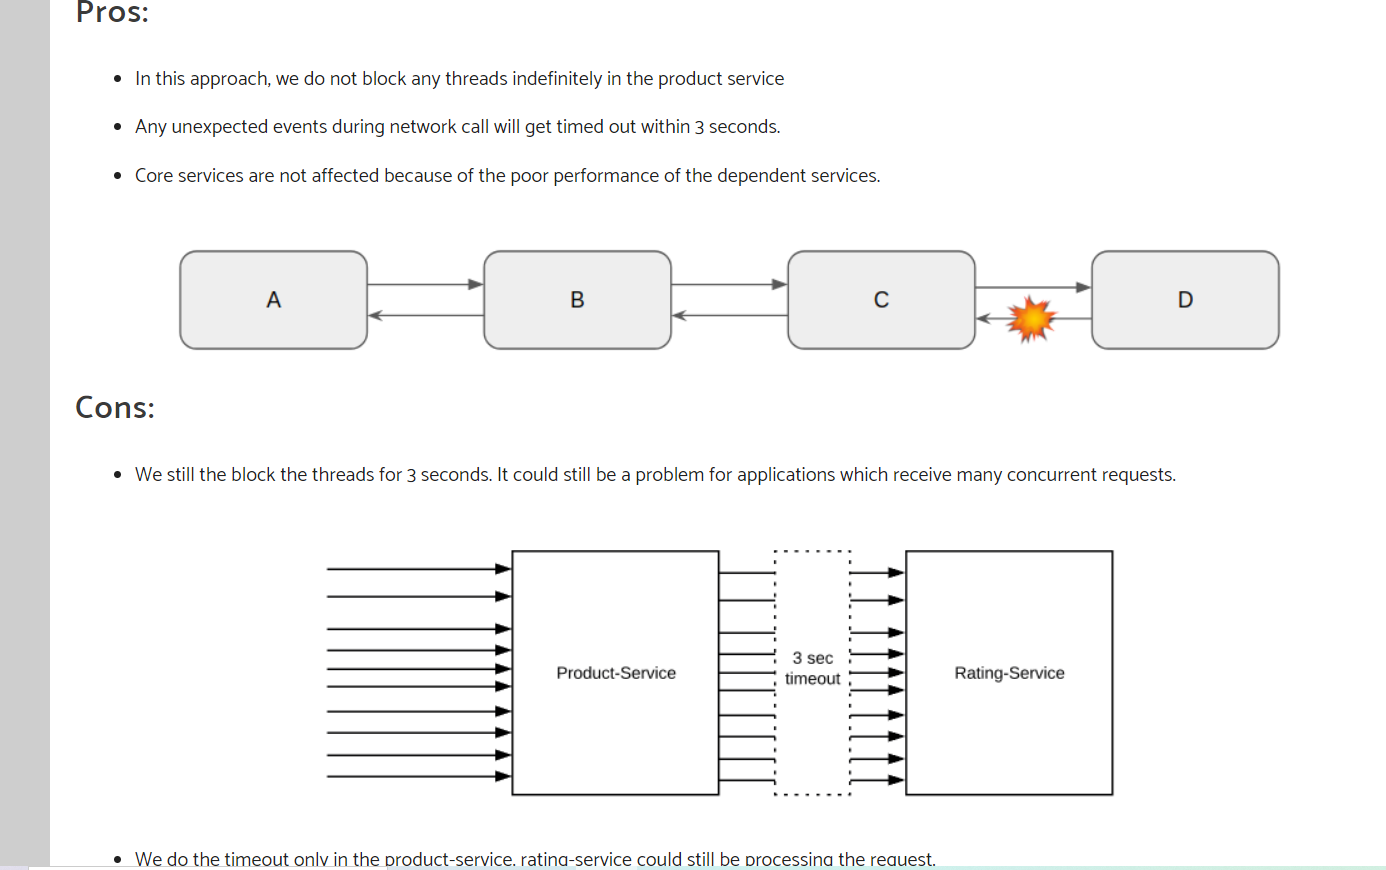 Pros:
In this approach, we do not block any threads indefinitely in the product service
Any unexpected events during network call will get timed out within 3 seconds.
Core services are not affected because of the poor performance of the dependent services.
A
B
C
D
Cons:
We still the block the threads for 3 seconds. It could still be a problem for applications which receive many concurrent requests.
Product-Service
3 sec
timeout
Rating-Service
We do the timeout only in the product-service. rating-service could still be processing the request.